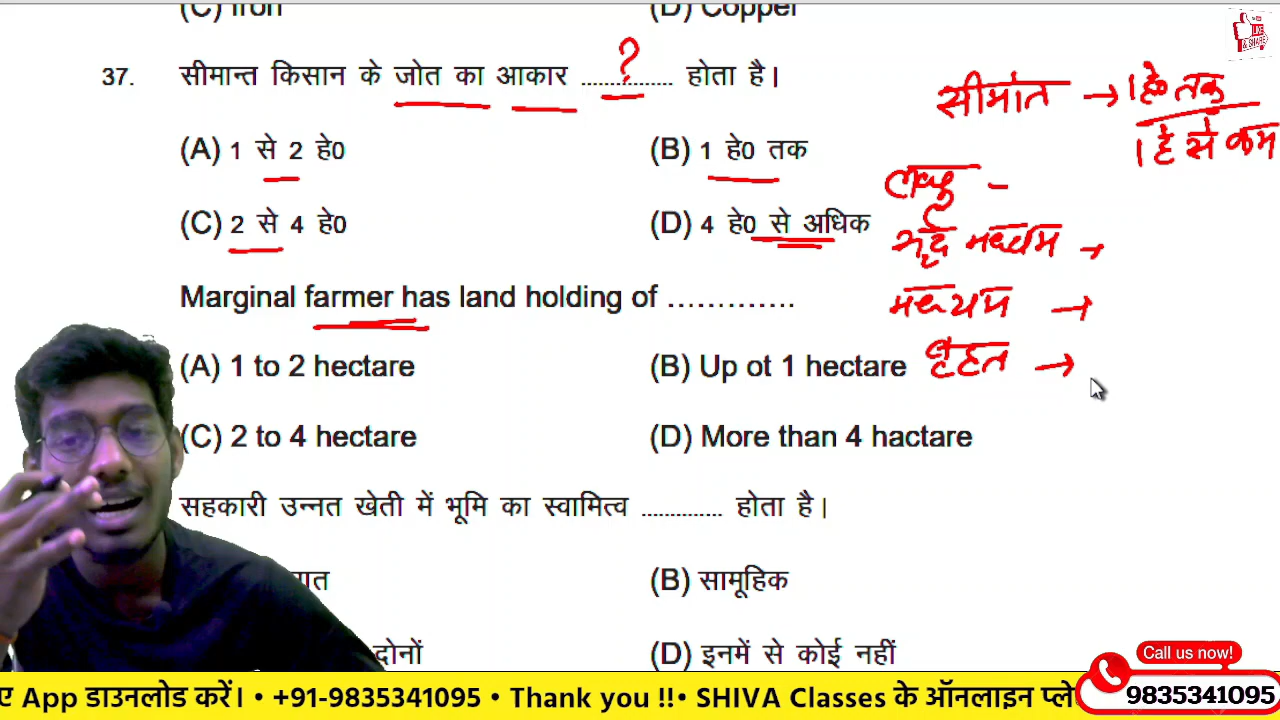 (C) Iron (D) Copper
LIKE
& SHARE
37. सीमान्त किसान के जोत का आकार ............... होता है।
?
(A) 1 से 2 हे0 (B) 1 हे0 तक
(C) 2 से 4 हे0 (D) 4 हे0 से अधिक
सीमांत → 1 हे0 तक
1 हे से कम
लघु –
मध्यम →
मध्यम →
वृहत →
Marginal farmer has land holding of ………….
(A) 1 to 2 hectare (B) Up ot 1 hectare
(C) 2 to 4 hectare (D) More than 4 hactare
सहकारी उन्नत खेती में भूमि का स्वामित्व .............. होता है।
(B) सामूहिक
दोनों (D) इनमें से कोई नहीं
Call us now!
9835341095
App डाउनलोड करें। • +91-9835341095 • Thank you !!• SHIVA Classes के ऑनलाइन